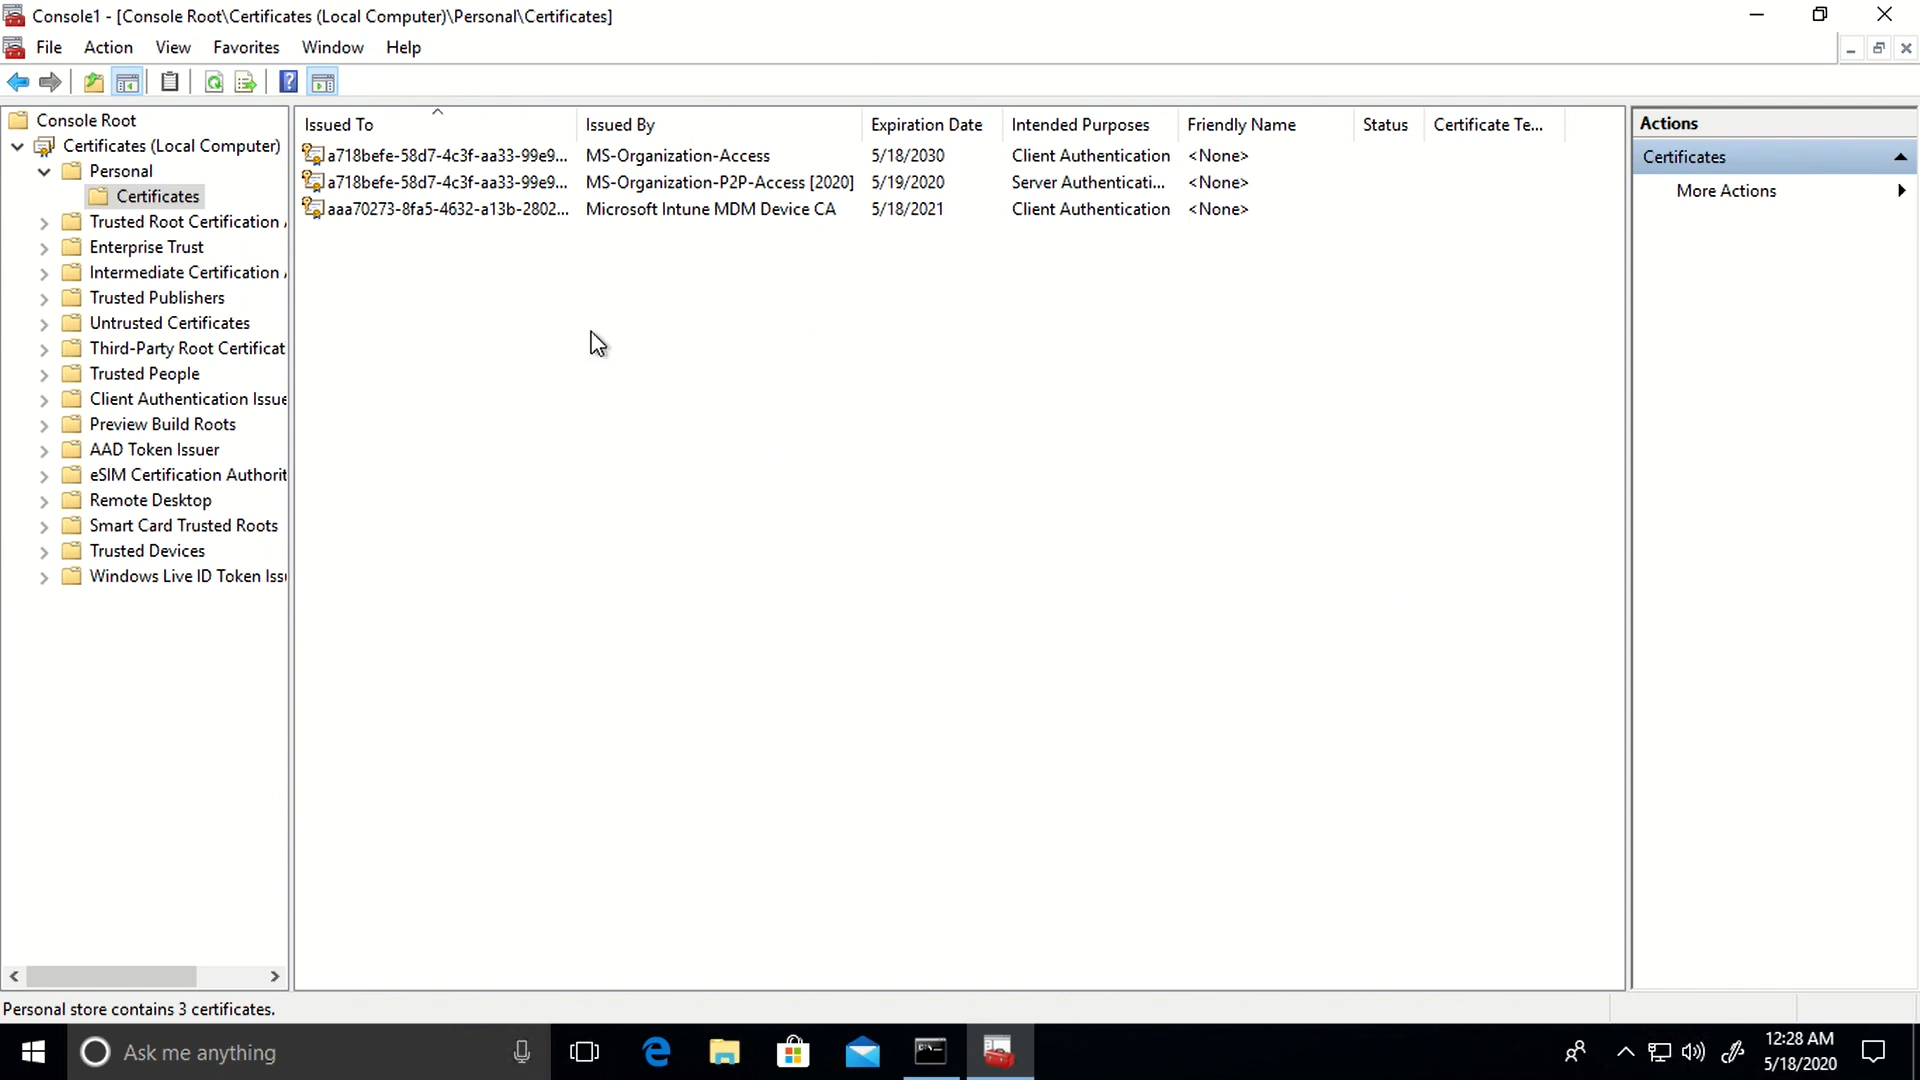 Console1 - [Console Root\Certificates (Local Computer)\Personal\Certificates]
File Action View Favorites Window Help
Console Root
Certificates (Local Computer)
Personal
Certificates
Trusted Root Certification
Enterprise Trust
Intermediate Certification
Trusted Publishers
Untrusted Certificates
Third-Party Root Certificat
Trusted People
Client Authentication Issue
Preview Build Roots
AAD Token Issuer
eSIM Certification Authorit
Remote Desktop
Smart Card Trusted Roots
Trusted Devices
Windows Live ID Token Issu
Issued To Issued By Expiration Date Intended Purposes Friendly Name Status Certificate Te...
a718befe-58d7-4c3f-aa33-99e9... MS-Organization-Access 5/18/2030 Client Authentication <None>
a718befe-58d7-4c3f-aa33-99e9... MS-Organization-P2P-Access [2020] 5/19/2020 Server Authenticati... <None>
aaa70273-8fa5-4632-a13b-2802... Microsoft Intune MDM Device CA 5/18/2021 Client Authentication <None>
Actions
Certificates
More Actions
Personal store contains 3 certificates.
Ask me anything
12:28 AM
5/18/2020